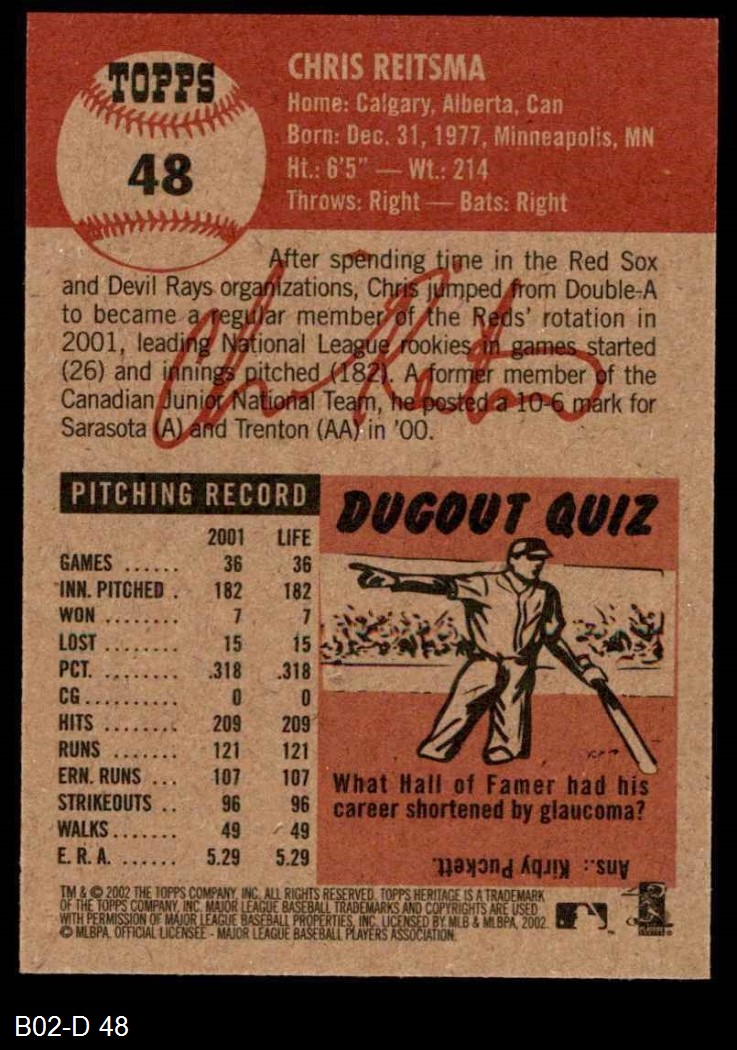 TOPPS
48
CHRIS REITSMA
Home: Calgary, Alberta, Can
Born: Dec. 31, 1977, Minneapolis, MN
Ht.: 6'5" — Wt.: 214
Throws: Right — Bats: Right
After spending time in the Red Sox
and Devil Rays organizations, Chris jumped from Double-A
to became a regular member of the Reds' rotation in
2001, leading National League rookies in games started
(26) and innings pitched (182). A former member of the
Canadian Junior National Team, he posted a 10-6 mark for
Sarasota (A) and Trenton (AA) in '00.
Chris Reitsma
PITCHING RECORD
2001 LIFE
GAMES ...... 36 36
INN. PITCHED . 182 182
WON ........ 7 7
LOST ....... 15 15
PCT. ........ .318 .318
CG .......... 0 0
HITS ........ 209 209
RUNS ....... 121 121
ERN. RUNS ... 107 107
STRIKEOUTS .. 96 96
WALKS....... 49 49
E. R. A. ...... 5.29 5.29
DUGOUT QUIZ
What Hall of Famer had his
career shortened by glaucoma?
Ans.: Kirby Puckett.
TM & © 2002 THE TOPPS COMPANY, INC. ALL RIGHTS RESERVED. TOPPS HERITAGE IS A TRADEMARK
OF THE TOPPS COMPANY, INC. MAJOR LEAGUE BASEBALL TRADEMARKS AND COPYRIGHTS ARE USED
WITH PERMISSION OF MAJOR LEAGUE BASEBALL PROPERTIES, INC. LICENSED BY MLB & MLBPA, 2002.
© MLBPA. OFFICIAL LICENSEE - MAJOR LEAGUE BASEBALL PLAYERS ASSOCIATION.
B02-D 48